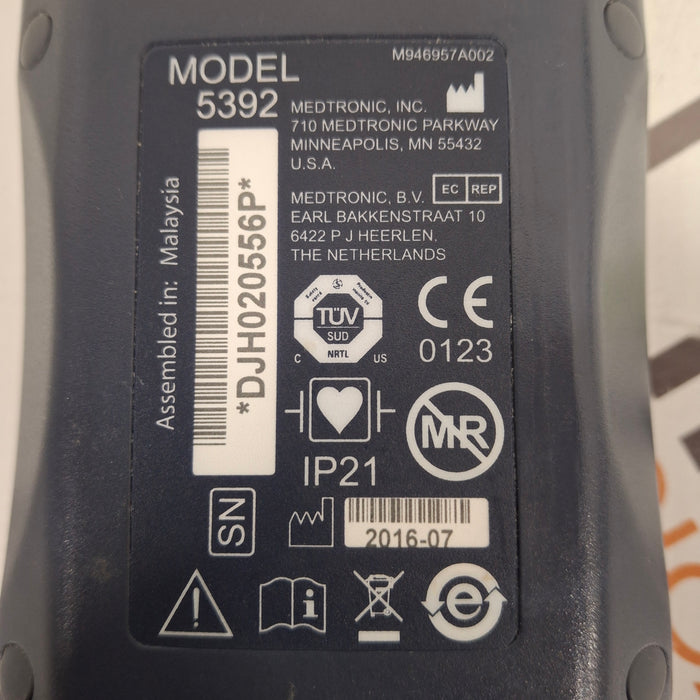 M946957A002
MODEL
5392
MEDTRONIC, INC.
710 MEDTRONIC PARKWAY
MINNEAPOLIS, MN 55432
U.S.A.
MEDTRONIC, B.V. EC REP
EARL BAKKENSTRAAT 10
6422 P J HEERLEN,
THE NETHERLANDS
Assembled in: Malaysia
*DJH020556P*
TÜV
SUD
NRTL
C US
CE
0123
MR
IP21
SN
2016-07
i
e